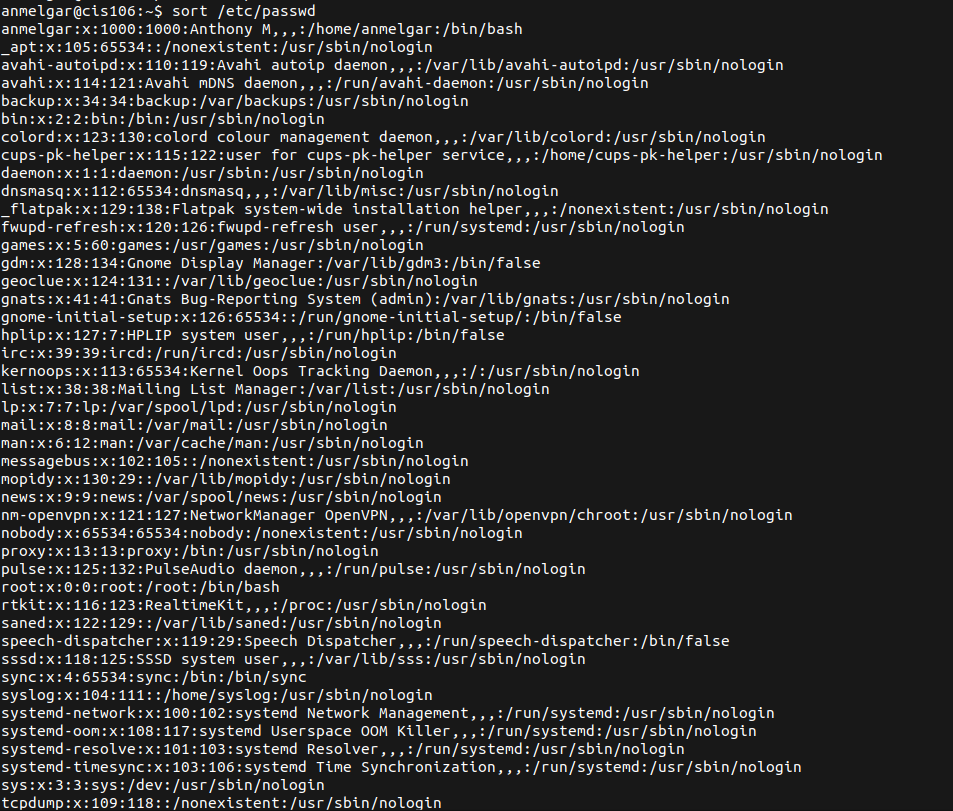 anmelgar@cis106:~$ sort /etc/passwd
anmelgar:x:1000:1000:Anthony M,,,:/home/anmelgar:/bin/bash
_apt:x:105:65534::/nonexistent:/usr/sbin/nologin
avahi-autoipd:x:110:119:Avahi autoip daemon,,,:/var/lib/avahi-autoipd:/usr/sbin/nologin
avahi:x:114:121:Avahi mDNS daemon,,,:/run/avahi-daemon:/usr/sbin/nologin
backup:x:34:34:backup:/var/backups:/usr/sbin/nologin
bin:x:2:2:bin:/bin:/usr/sbin/nologin
colord:x:123:130:colord colour management daemon,,,:/var/lib/colord:/usr/sbin/nologin
cups-pk-helper:x:115:122:user for cups-pk-helper service,,,:/home/cups-pk-helper:/usr/sbin/nologin
daemon:x:1:1:daemon:/usr/sbin:/usr/sbin/nologin
dnsmasq:x:112:65534:dnsmasq,,,:/var/lib/misc:/usr/sbin/nologin
_flatpak:x:129:138:Flatpak system-wide installation helper,,,:/nonexistent:/usr/sbin/nologin
fwupd-refresh:x:120:126:fwupd-refresh user,,,:/run/systemd:/usr/sbin/nologin
games:x:5:60:games:/usr/games:/usr/sbin/nologin
gdm:x:128:134:Gnome Display Manager:/var/lib/gdm3:/bin/false
geoclue:x:124:131::/var/lib/geoclue:/usr/sbin/nologin
gnats:x:41:41:Gnats Bug-Reporting System (admin):/var/lib/gnats:/usr/sbin/nologin
gnome-initial-setup:x:126:65534::/run/gnome-initial-setup/:/bin/false
hplip:x:127:7:HPLIP system user,,,:/run/hplip:/bin/false
irc:x:39:39:ircd:/run/ircd:/usr/sbin/nologin
kernoops:x:113:65534:Kernel Oops Tracking Daemon,,,:/:/usr/sbin/nologin
list:x:38:38:Mailing List Manager:/var/list:/usr/sbin/nologin
lp:x:7:7:lp:/var/spool/lpd:/usr/sbin/nologin
mail:x:8:8:mail:/var/mail:/usr/sbin/nologin
man:x:6:12:man:/var/cache/man:/usr/sbin/nologin
messagebus:x:102:105::/nonexistent:/usr/sbin/nologin
mopidy:x:130:29::/var/lib/mopidy:/usr/sbin/nologin
news:x:9:9:news:/var/spool/news:/usr/sbin/nologin
nm-openvpn:x:121:127:NetworkManager OpenVPN,,,:/var/lib/openvpn/chroot:/usr/sbin/nologin
nobody:x:65534:65534:nobody:/nonexistent:/usr/sbin/nologin
proxy:x:13:13:proxy:/bin:/usr/sbin/nologin
pulse:x:125:132:PulseAudio daemon,,,:/run/pulse:/usr/sbin/nologin
root:x:0:0:root:/root:/bin/bash
rtkit:x:116:123:RealtimeKit,,,:/proc:/usr/sbin/nologin
saned:x:122:129::/var/lib/saned:/usr/sbin/nologin
speech-dispatcher:x:119:29:Speech Dispatcher,,,:/run/speech-dispatcher:/bin/false
sssd:x:118:125:SSSD system user,,,:/var/lib/sss:/usr/sbin/nologin
sync:x:4:65534:sync:/bin:/bin/sync
syslog:x:104:111::/home/syslog:/usr/sbin/nologin
systemd-network:x:100:102:systemd Network Management,,,:/run/systemd:/usr/sbin/nologin
systemd-oom:x:108:117:systemd Userspace OOM Killer,,,:/run/systemd:/usr/sbin/nologin
systemd-resolve:x:101:103:systemd Resolver,,,:/run/systemd:/usr/sbin/nologin
systemd-timesync:x:103:106:systemd Time Synchronization,,,:/run/systemd:/usr/sbin/nologin
sys:x:3:3:sys:/dev:/usr/sbin/nologin
tcpdump:x:109:118::/nonexistent:/usr/sbin/nologin